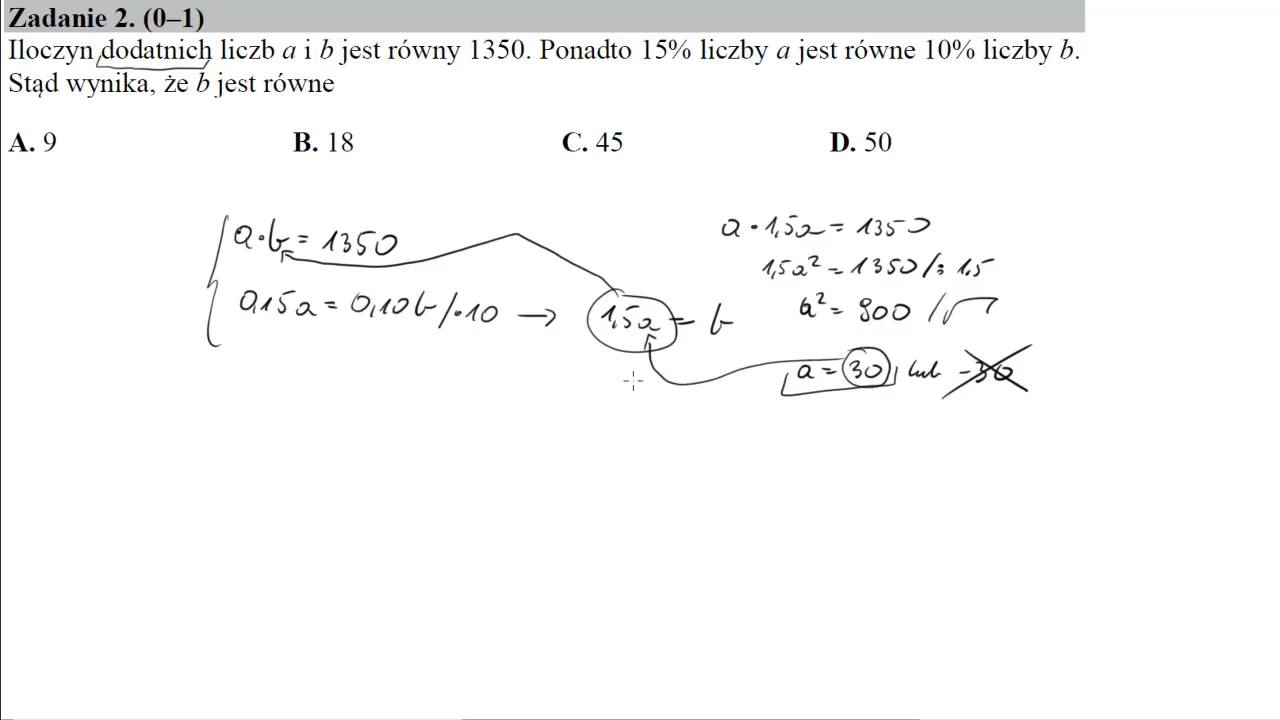 Zadanie 2. (0–1)
Iloczyn dodatnich liczb a i b jest równy 1350. Ponadto 15% liczby a jest równe 10% liczby b.
Stąd wynika, że b jest równe
A. 9 B. 18 C. 45 D. 50
a·b = 1350
0,15a = 0,10b /·10 → 1,5a = b
a · 1,5a = 1350
1,5a² = 1350 /: 1,5
a² = 900 /√
a = 30 lub -30